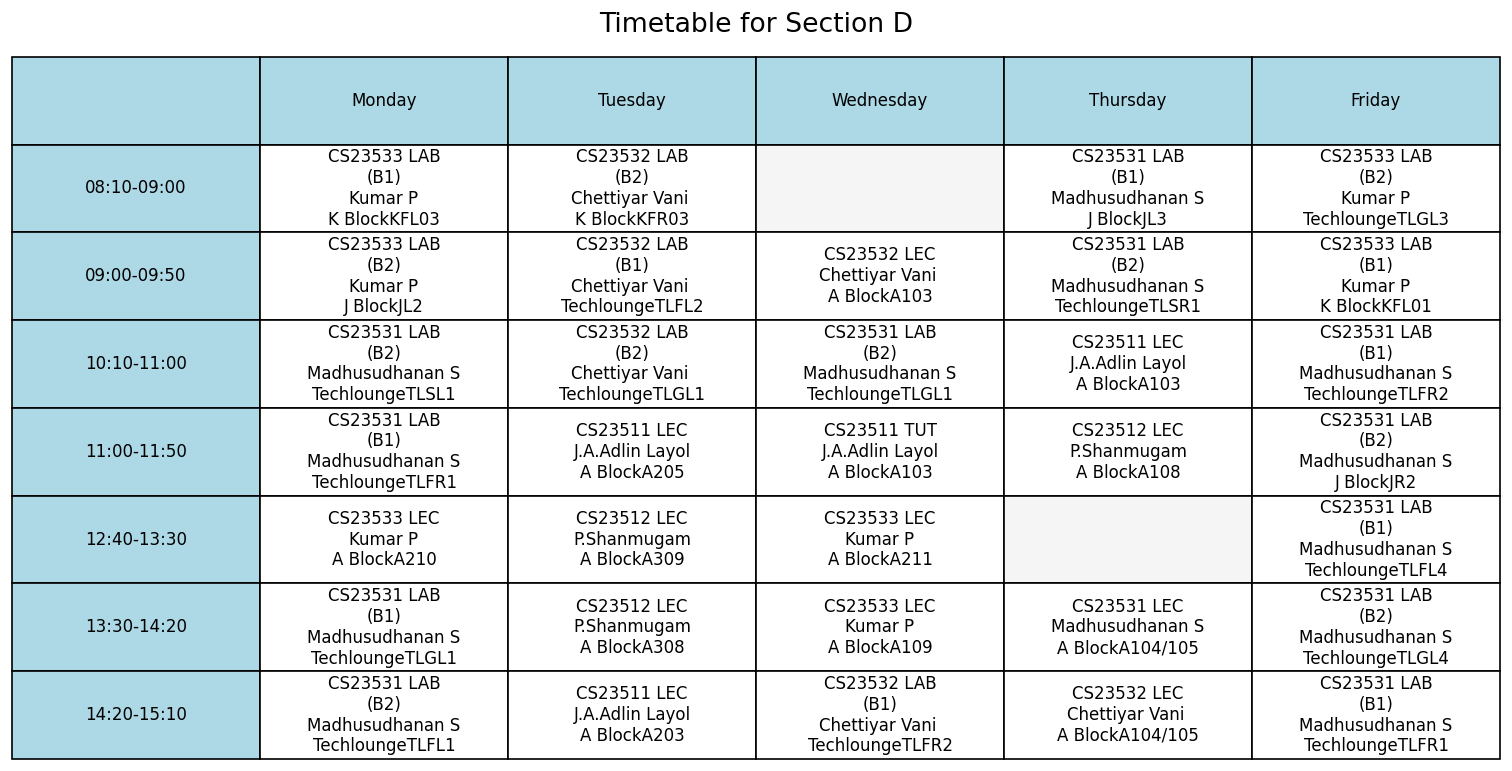 Timetable for Section D
Monday
Tuesday
Wednesday
Thursday
Friday
08:10-09:00
CS23533 LAB
(B1)
Kumar P
K BlockKFL03
CS23532 LAB
(B2)
Chettiyar Vani
K BlockKFR03
CS23531 LAB
(B1)
Madhusudhanan S
J BlockJL3
CS23533 LAB
(B2)
Kumar P
TechloungeTLGL3
09:00-09:50
CS23533 LAB
(B2)
Kumar P
J BlockJL2
CS23532 LAB
(B1)
Chettiyar Vani
TechloungeTLFL2
CS23532 LEC
Chettiyar Vani
A BlockA103
CS23531 LAB
(B2)
Madhusudhanan S
TechloungeTLSR1
CS23533 LAB
(B1)
Kumar P
K BlockKFL01
10:10-11:00
CS23531 LAB
(B2)
Madhusudhanan S
TechloungeTLSL1
CS23532 LAB
(B2)
Chettiyar Vani
TechloungeTLGL1
CS23531 LAB
(B2)
Madhusudhanan S
TechloungeTLGL1
CS23511 LEC
J.A.Adlin Layol
A BlockA103
CS23531 LAB
(B1)
Madhusudhanan S
TechloungeTLFR2
11:00-11:50
CS23531 LAB
(B1)
Madhusudhanan S
TechloungeTLFR1
CS23511 LEC
J.A.Adlin Layol
A BlockA205
CS23511 TUT
J.A.Adlin Layol
A BlockA103
CS23512 LEC
P.Shanmugam
A BlockA108
CS23531 LAB
(B2)
Madhusudhanan S
J BlockJR2
12:40-13:30
CS23533 LEC
Kumar P
A BlockA210
CS23512 LEC
P.Shanmugam
A BlockA309
CS23533 LEC
Kumar P
A BlockA211
CS23531 LAB
(B1)
Madhusudhanan S
TechloungeTLFL4
13:30-14:20
CS23531 LAB
(B1)
Madhusudhanan S
TechloungeTLGL1
CS23512 LEC
P.Shanmugam
A BlockA308
CS23533 LEC
Kumar P
A BlockA109
CS23531 LEC
Madhusudhanan S
A BlockA104/105
CS23531 LAB
(B2)
Madhusudhanan S
TechloungeTLGL4
14:20-15:10
CS23531 LAB
(B2)
Madhusudhanan S
TechloungeTLFL1
CS23511 LEC
J.A.Adlin Layol
A BlockA203
CS23532 LAB
(B1)
Chettiyar Vani
TechloungeTLFR2
CS23532 LEC
Chettiyar Vani
A BlockA104/105
CS23531 LAB
(B1)
Madhusudhanan S
TechloungeTLFR1